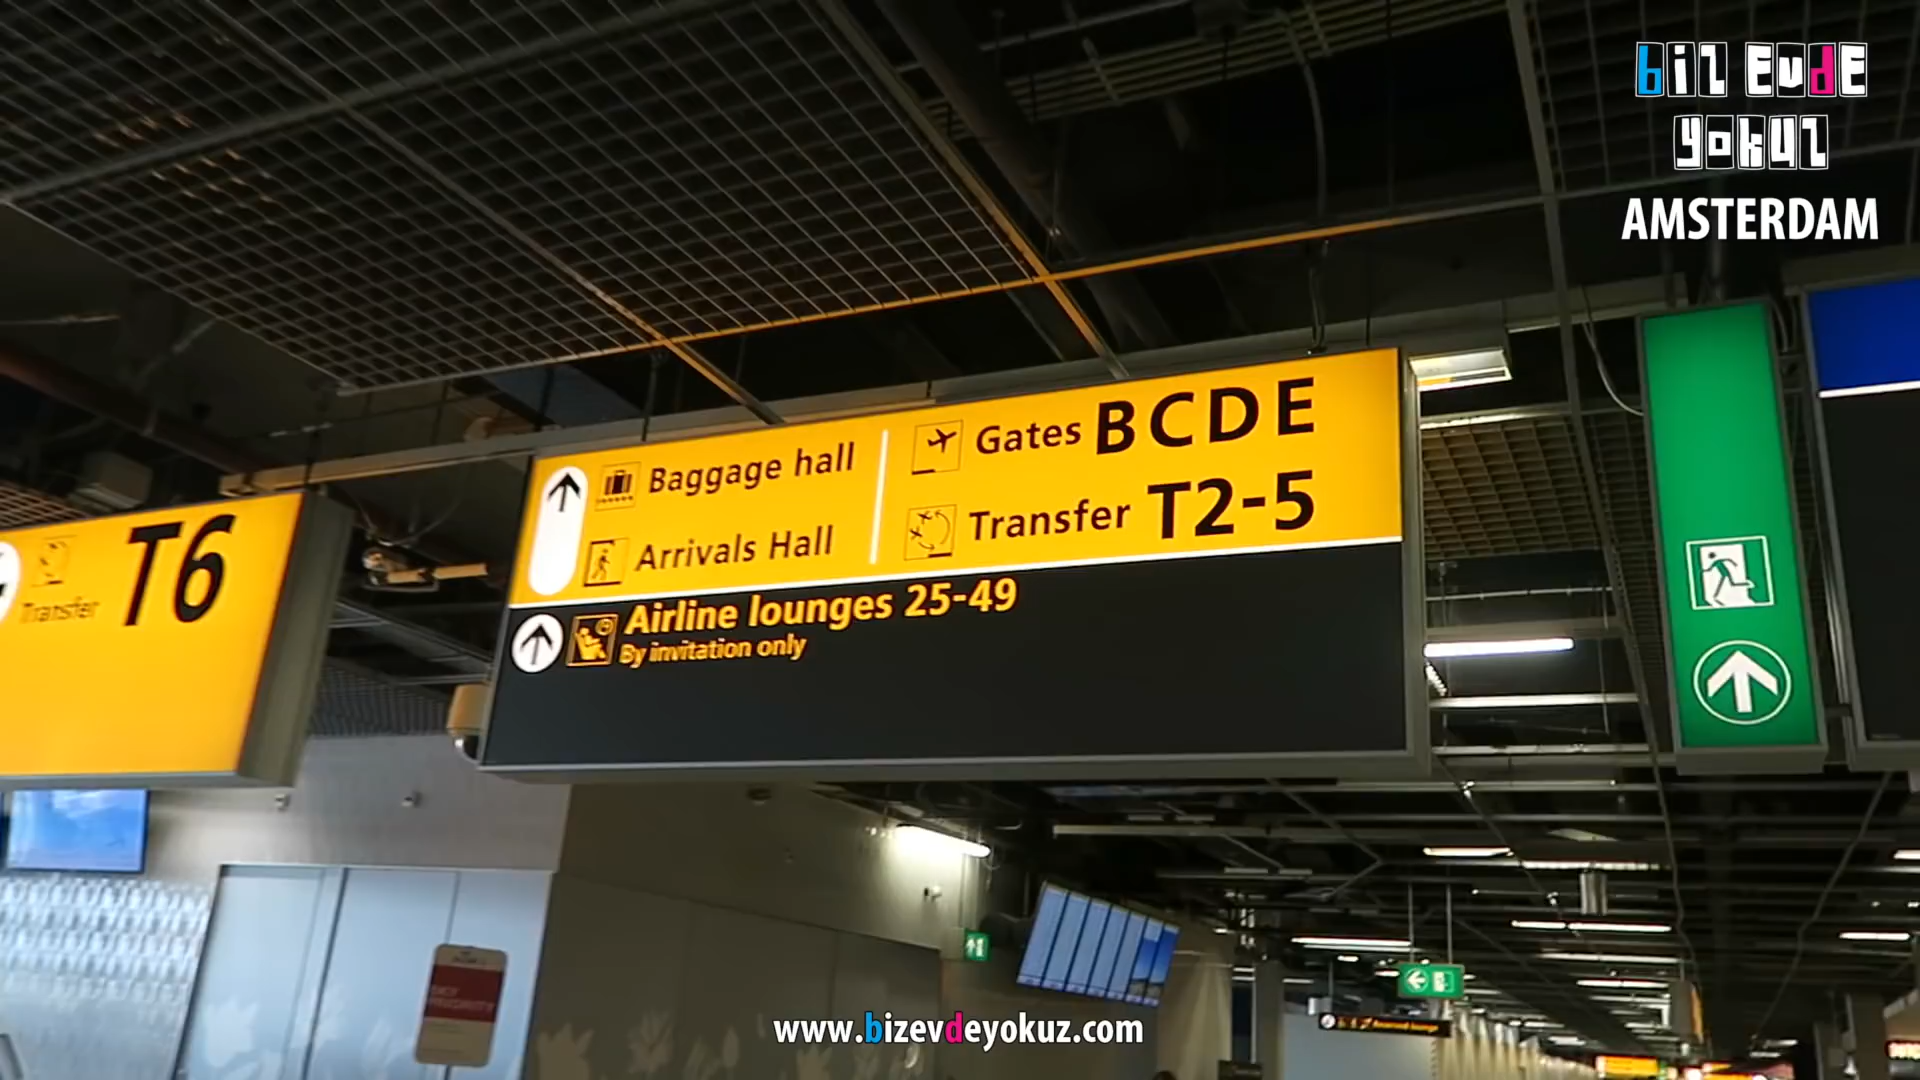 biz EvdE
yokuz
AMSTERDAM
Baggage hall
Arrivals Hall
Gates B C D E
Transfer T2-5
Airline lounges 25-49
By invitation only
Transfer T6
www.bizevdeyokuz.com